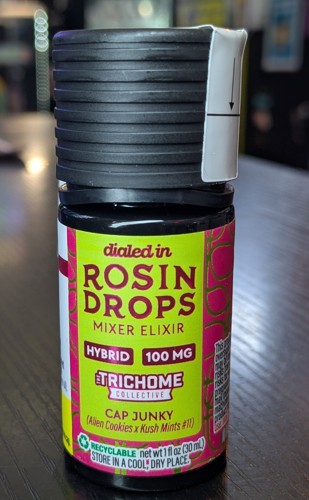 dialed in
ROSIN
DROPS
MIXER ELIXIR
HYBRID 100 MG
THE TRICHOME
COLLECTIVE
CAP JUNKY
(Alien Cookies x Kush Mints #11)
RECYCLABLE net wt 1 fl oz (30 mL)
STORE IN A COOL, DRY PLACE.